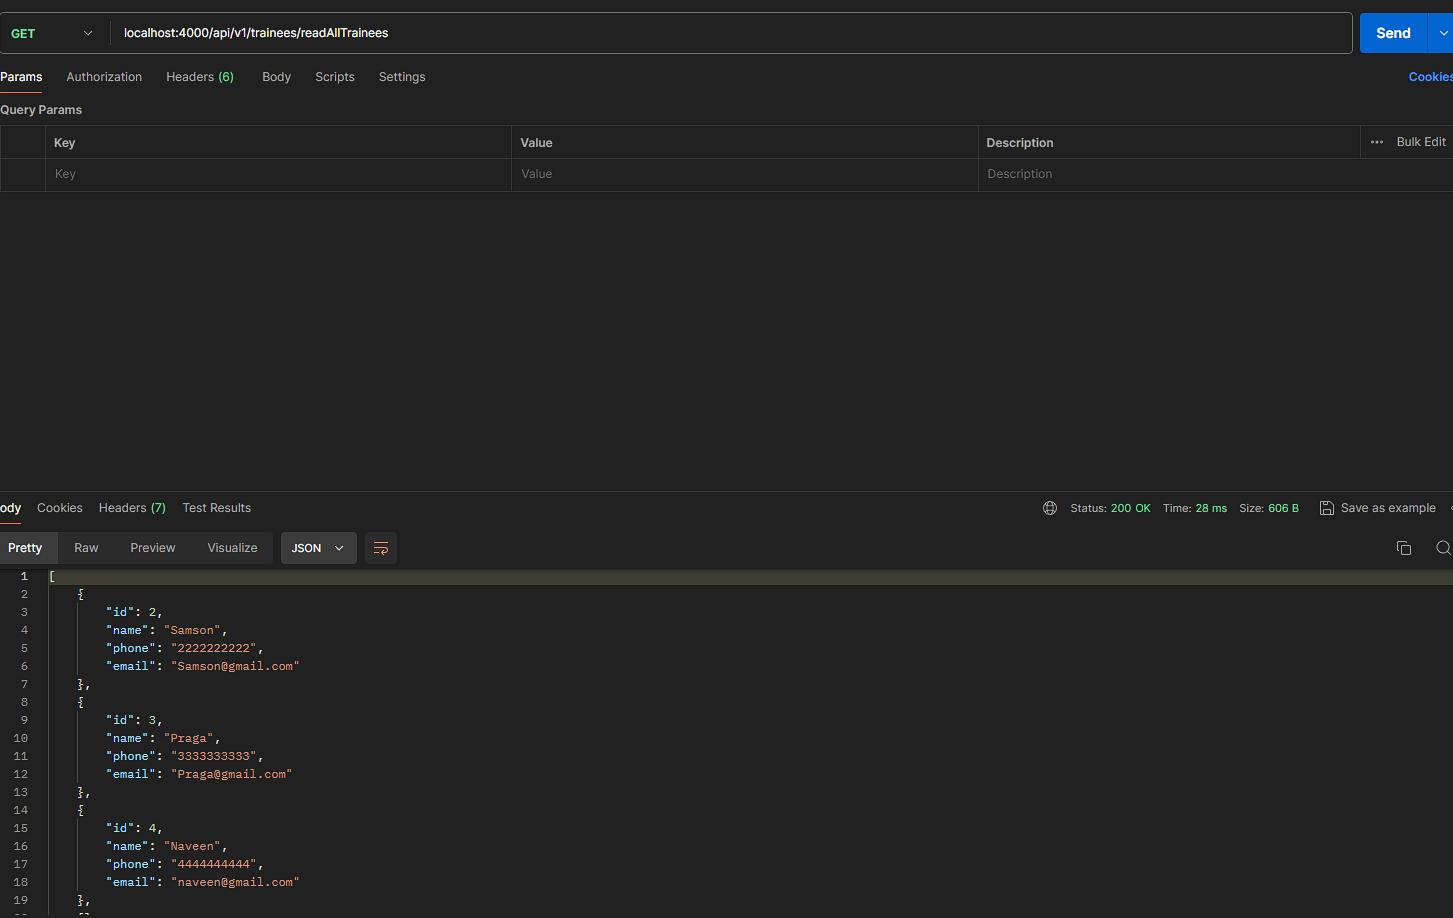 GET localhost:4000/api/v1/trainees/readAllTrainees Send
Params Authorization Headers (6) Body Scripts Settings Cookies
Query Params
Key Value Description ••• Bulk Edit
Key Value Description
ody Cookies Headers (7) Test Results Status: 200 OK Time: 28 ms Size: 606 B Save as example
Pretty Raw Preview Visualize JSON
1 [
2 {
3 "id": 2,
4 "name": "Samson",
5 "phone": "2222222222",
6 "email": "Samson@gmail.com"
7 },
8 {
9 "id": 3,
10 "name": "Praga",
11 "phone": "3333333333",
12 "email": "Praga@gmail.com"
13 },
14 {
15 "id": 4,
16 "name": "Naveen",
17 "phone": "4444444444",
18 "email": "naveen@gmail.com"
19 },